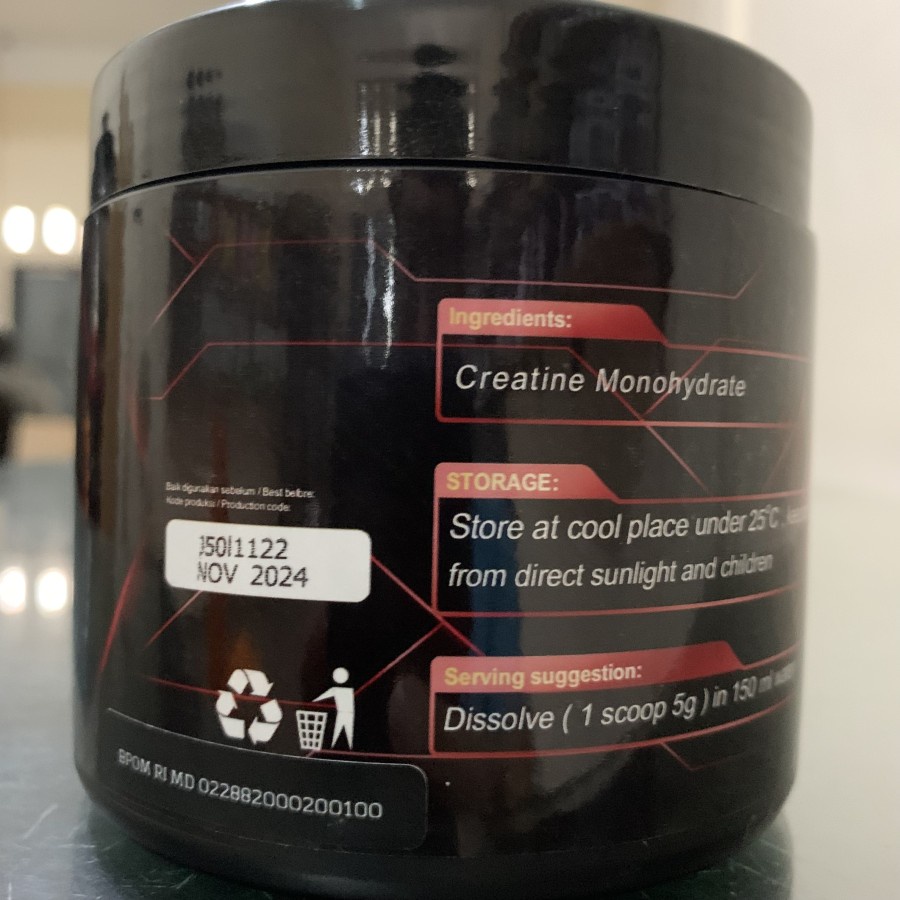 Baik digunakan sebelum / Best before:
Kode produksi / Production code:
150I1122
NOV 2024
BPOM RI MD 022882000200100
Ingredients:
Creatine Monohydrate
STORAGE:
Store at cool place under 25°C
from direct sunlight and children
Serving suggestion:
Dissolve ( 1 scoop 5g ) in 150 ml water